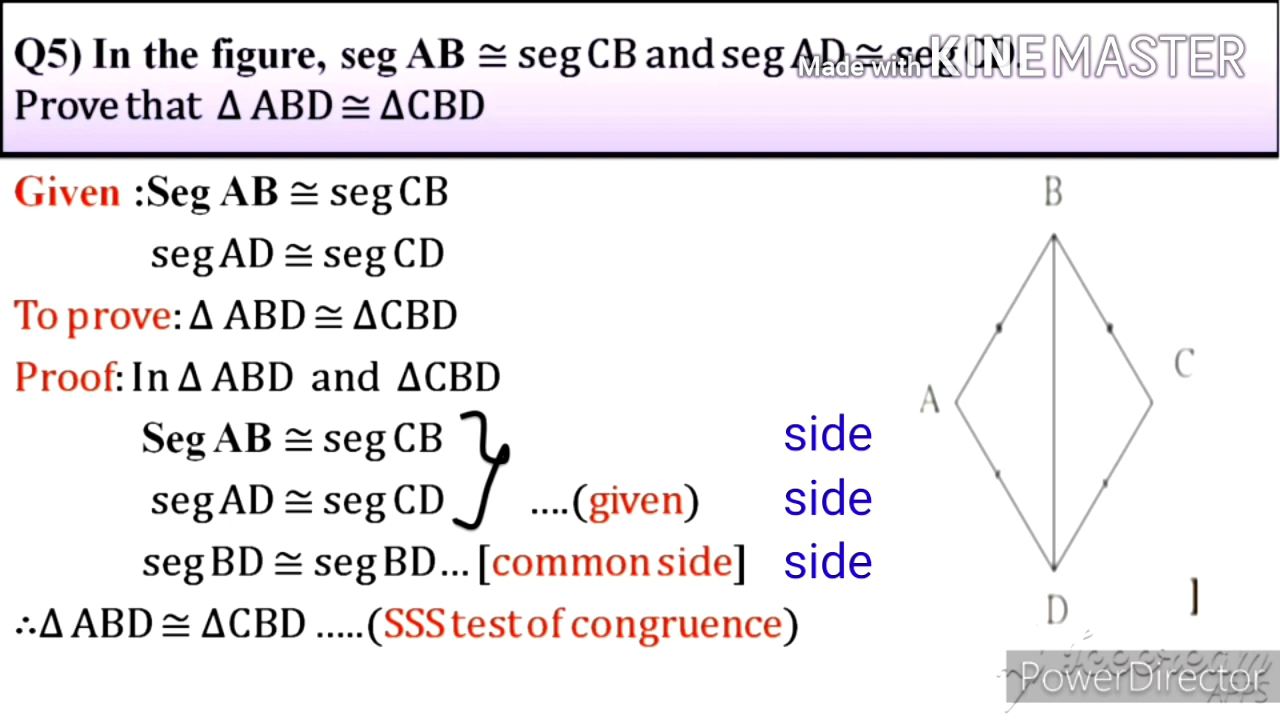 Q5) In the figure, seg AB ≅ seg CB and seg AD ≅ seg CD.
Made with KINEMASTER
Prove that Δ ABD ≅ ΔCBD
Given :Seg AB ≅ seg CB
seg AD ≅ seg CD
To prove: Δ ABD ≅ ΔCBD
Proof: In Δ ABD and ΔCBD
Seg AB ≅ seg CB side
seg AD ≅ seg CD ....(given) side
seg BD ≅ seg BD... [common side] side
∴Δ ABD ≅ ΔCBD .....(SSS test of congruence)
B
C
A
D
PowerDirector
APPS